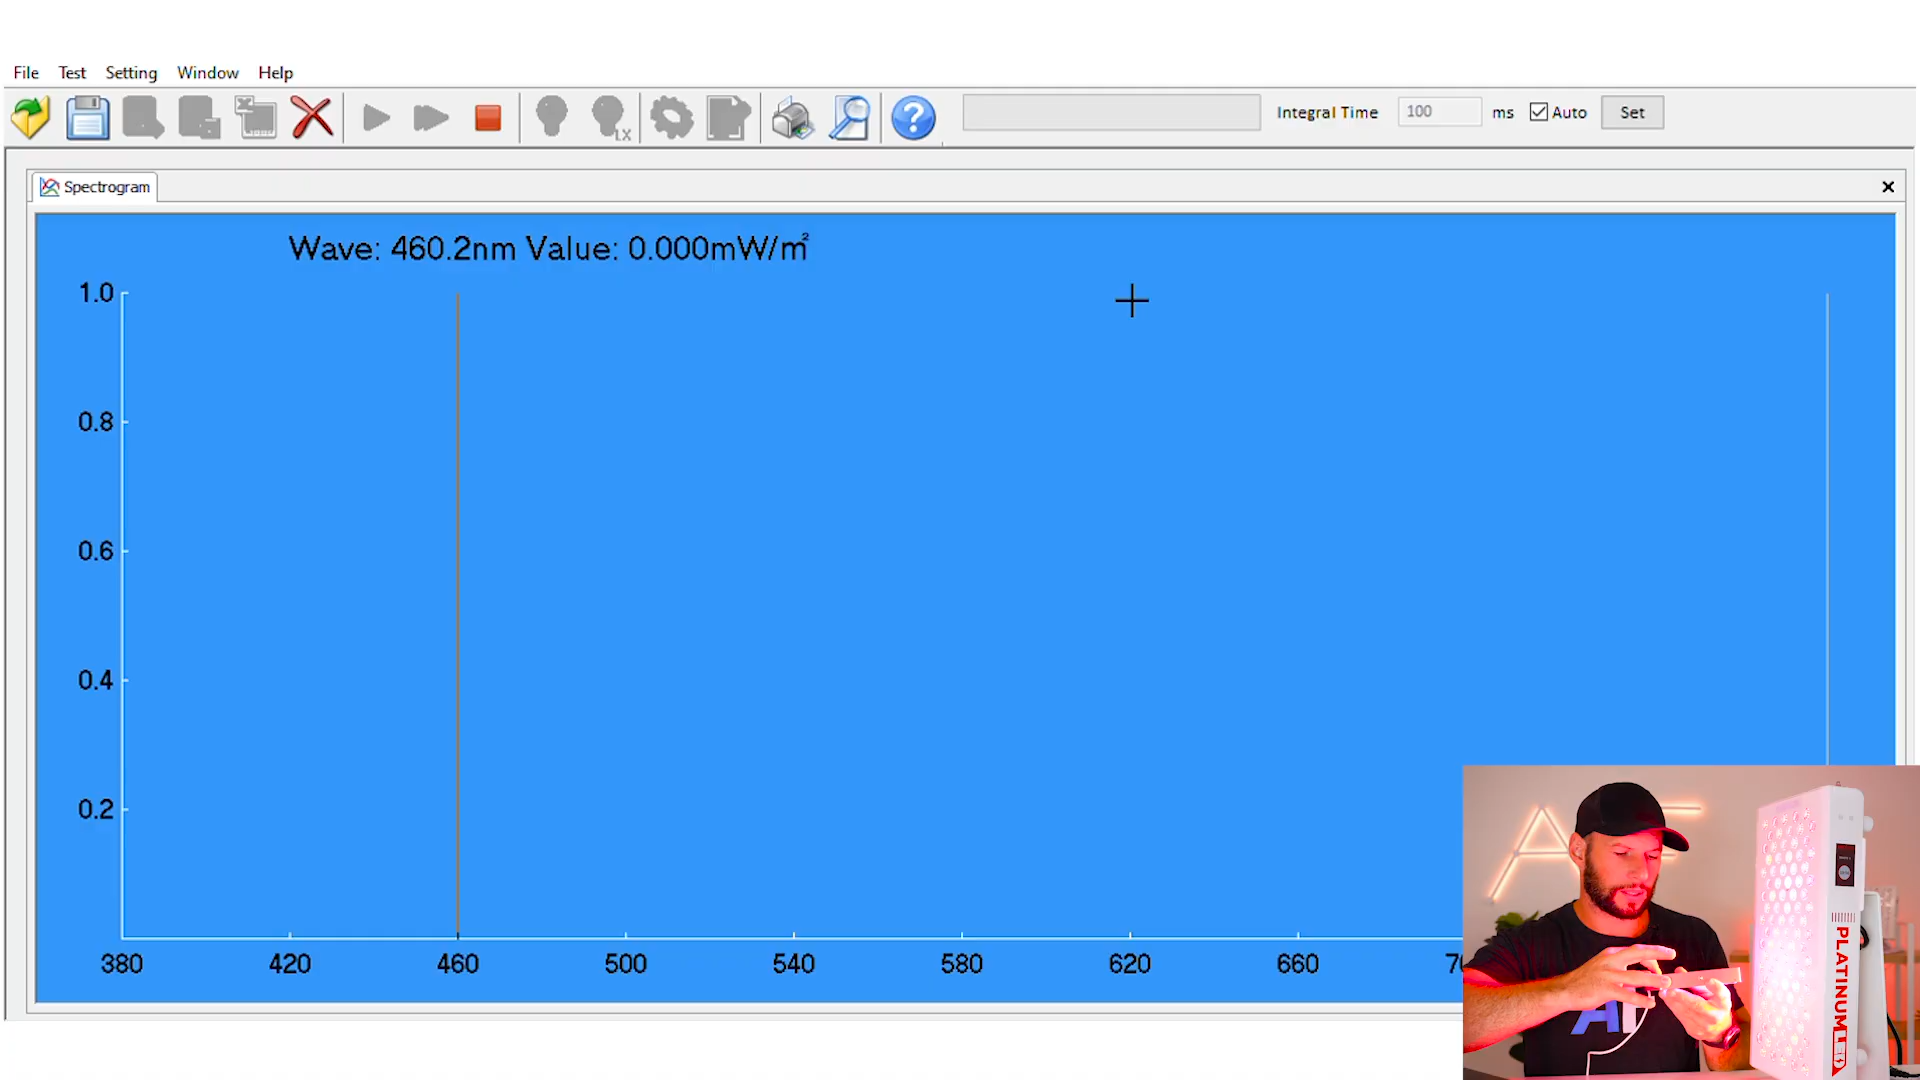 File Test Setting Window Help
LX
Integral Time 100 ms Auto Set
Spectrogram
Wave: 460.2nm Value: 0.000mW/㎡
1.0
0.8
0.6
0.4
0.2
380 420 460 500 540 580 620 660
PLATINUM